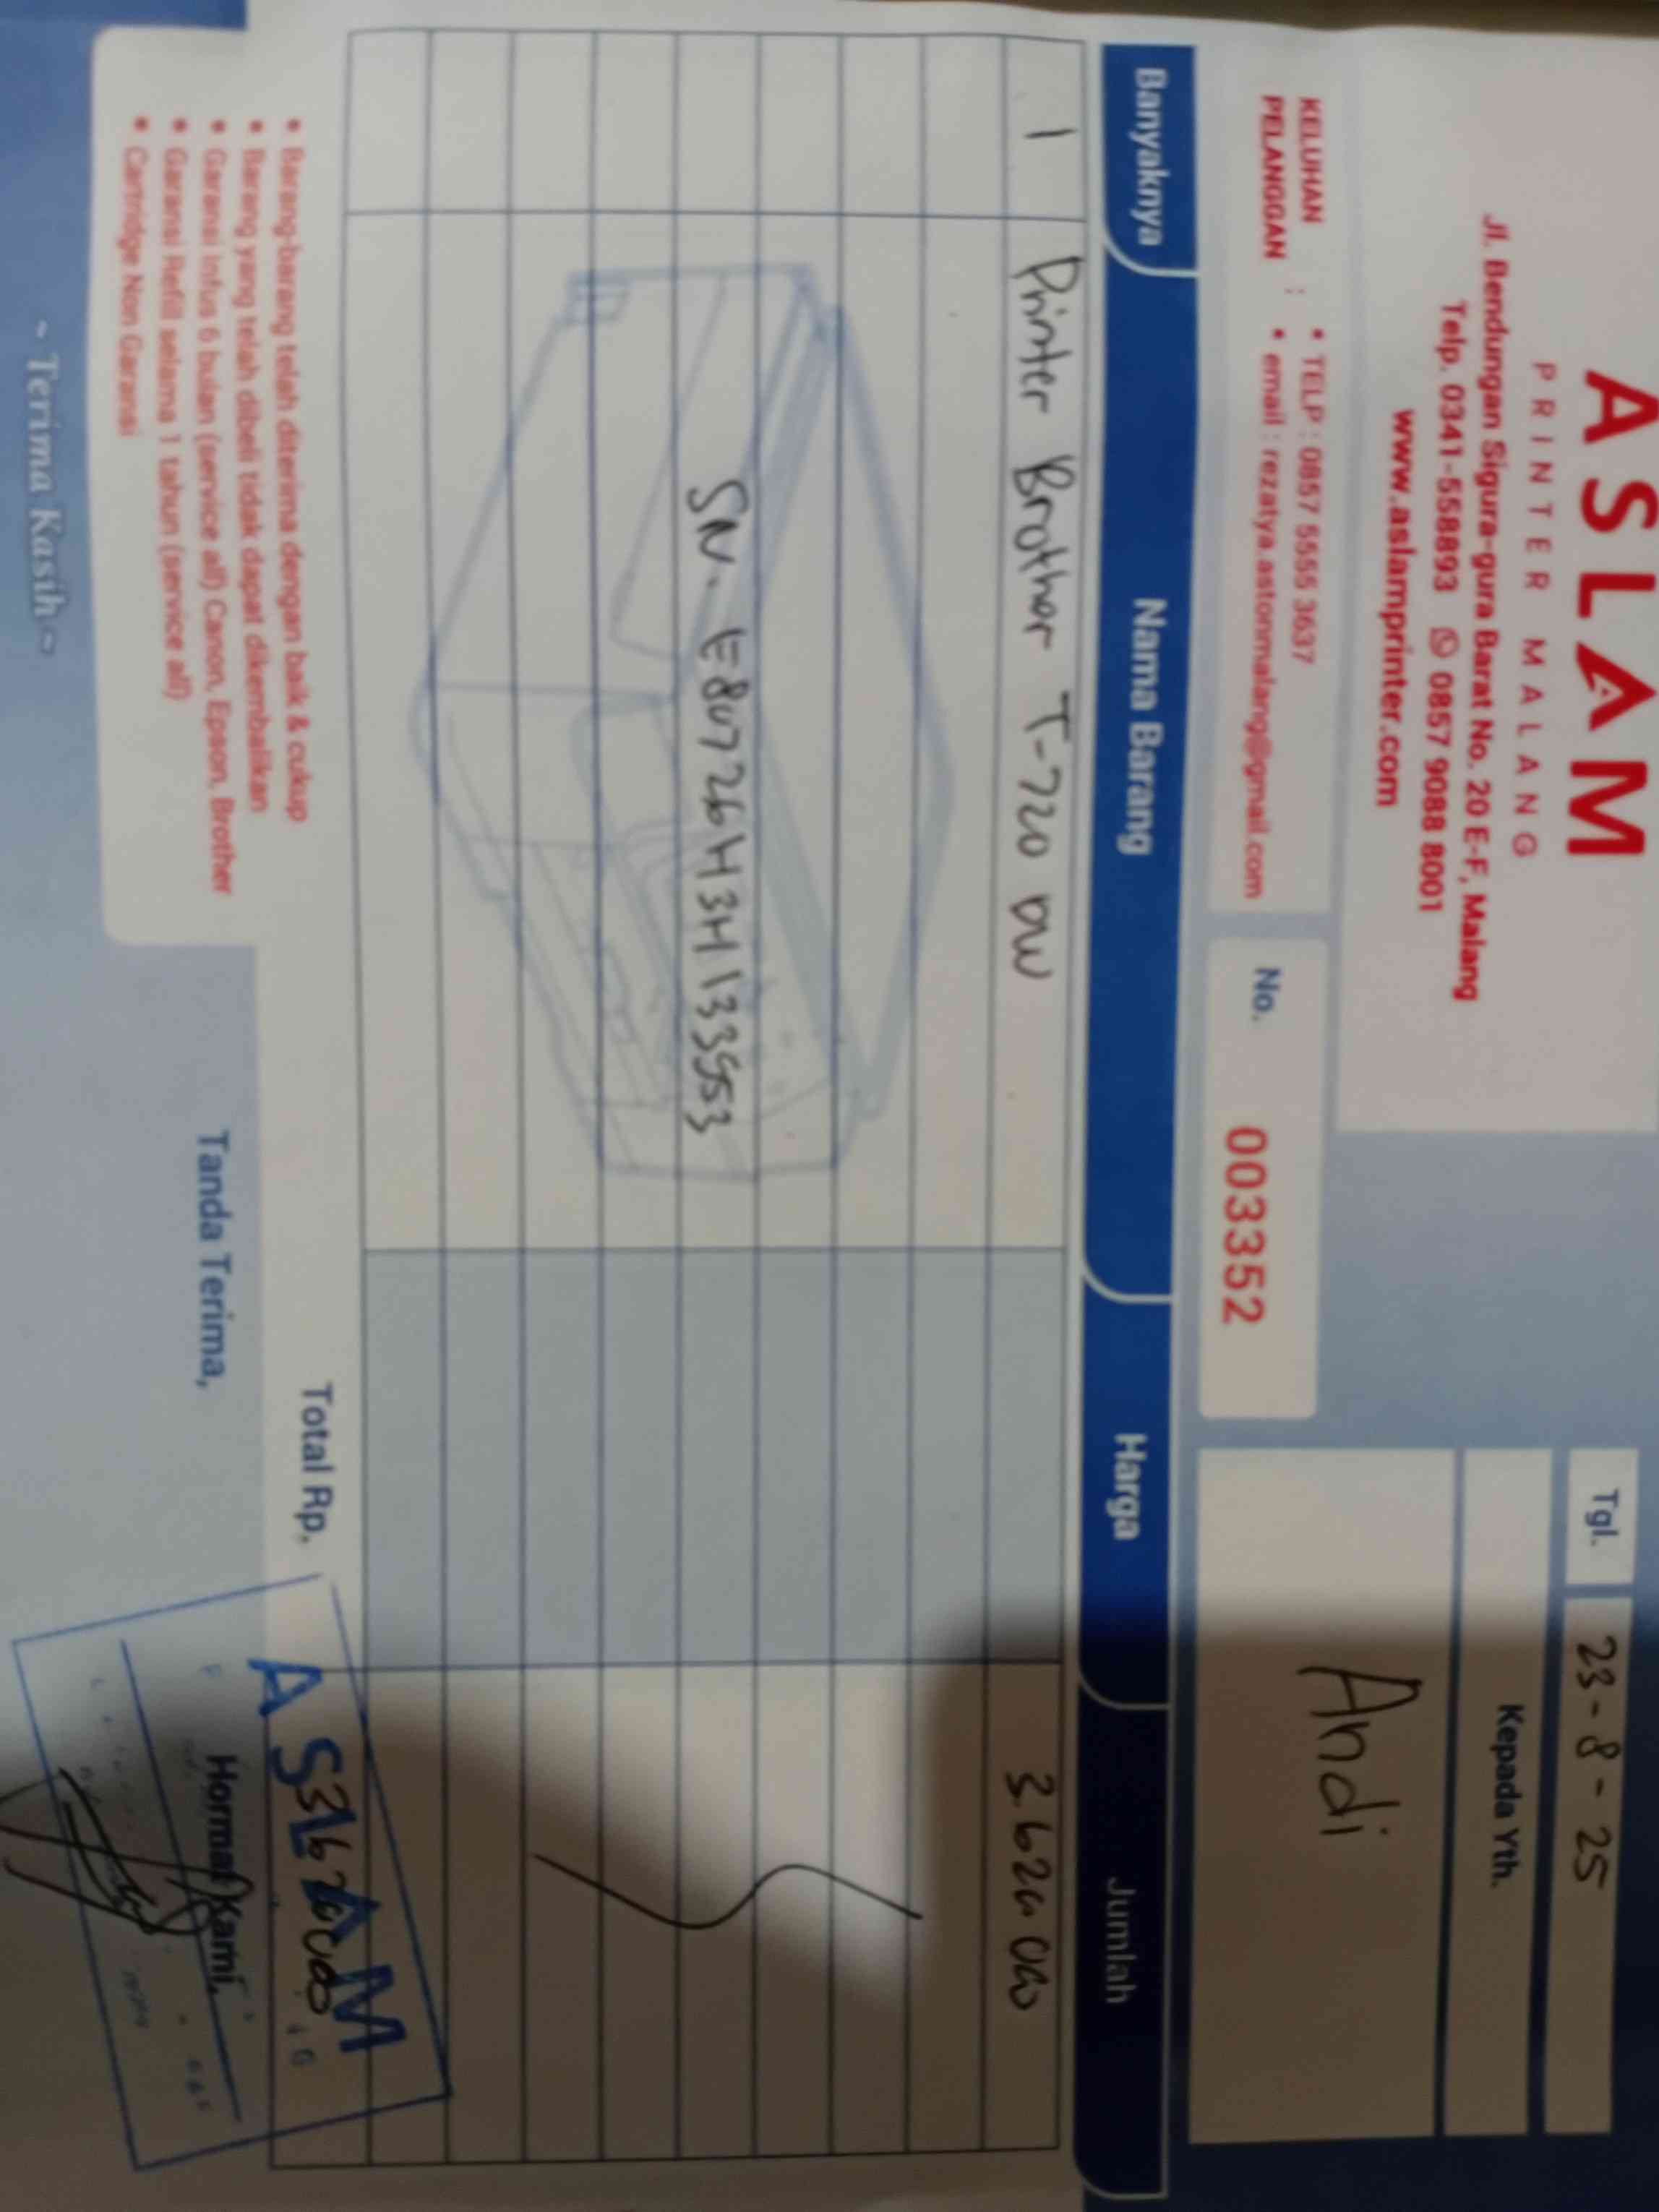 ASLAM
PRINTER MALANG
Jl. Bendungan Sigura-gura Barat No. 20 E-F, Malang
Telp. 0341-558893 0857 9088 8001
www.aslamprinter.com
Tgl. 23-8-25
Kepada Yth.
Andi
KELUHAN PELANGGAN :
• TELP : 0857 5555 3637
• email : rezatya.astonmalang@gmail.com
No. 003352
Banyaknya Nama Barang Harga Jumlah
1 Printer Brother T-720 DW 3.620.000
SN. E80726H3H133553
Total Rp. 3.620.000
• Barang-barang telah diterima dengan baik & cukup
• Barang yang telah dibeli tidak dapat dikembalikan
• Garansi Infus 6 bulan (service all) Canon, Epson, Brother
• Garansi Refill selama 1 tahun (service all)
• Cartridge Non Garansi
Tanda Terima,
Hormat Kami,
ASLAM
~ Terima Kasih ~